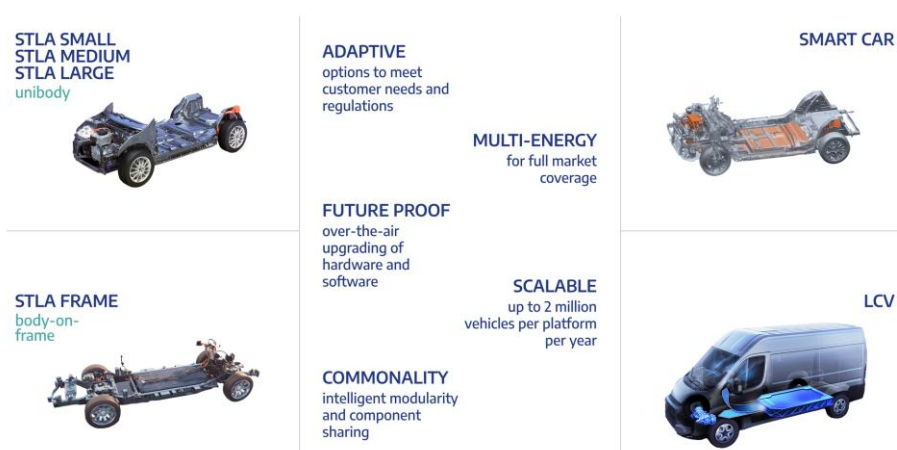 STLA SMALL
STLA MEDIUM
STLA LARGE
unibody
ADAPTIVE
options to meet
customer needs and
regulations
SMART CAR
MULTI-ENERGY
for full market
coverage
FUTURE PROOF
over-the-air
upgrading of
hardware and
software
STLA FRAME
body-on-
frame
SCALABLE
up to 2 million
vehicles per platform
per year
LCV
COMMONALITY
intelligent modularity
and component
sharing